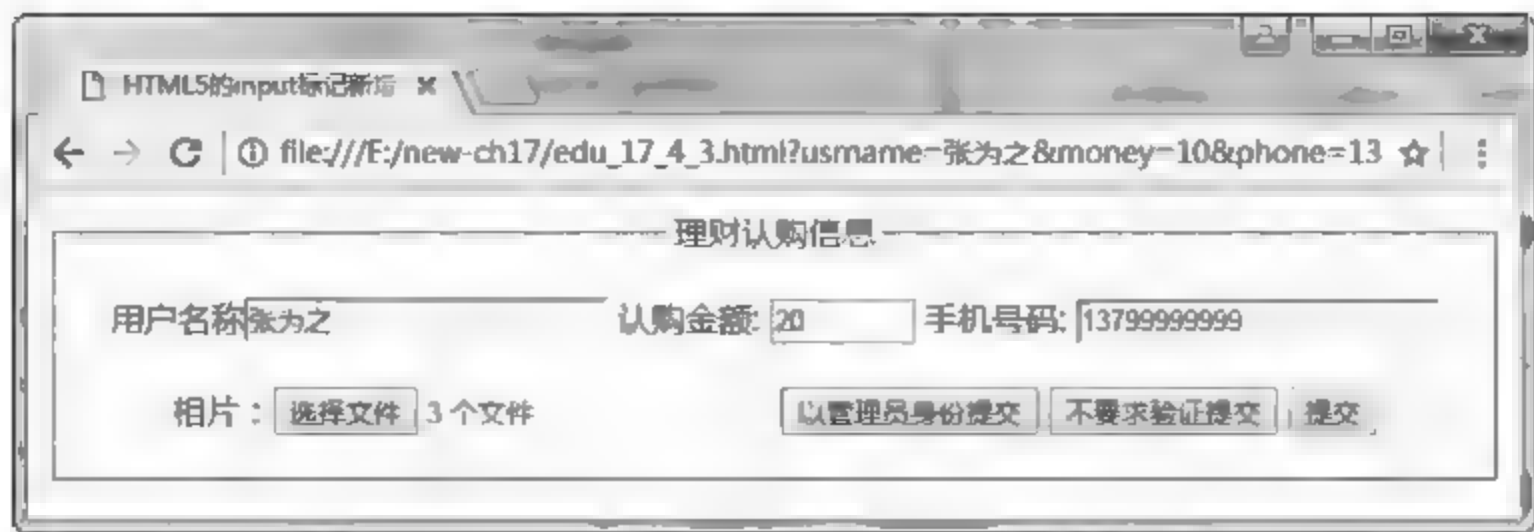 HTML5的input标记新增
file:///F:/new-ch17/edu_17_4_3.html?usrname=张为之&money=10&phone=13
理财认购信息
用户名称 张为之 认购金额: 20 手机号码: 13799999999
相片： 选择文件 3 个文件 以管理员身份提交 不要求验证提交 提交